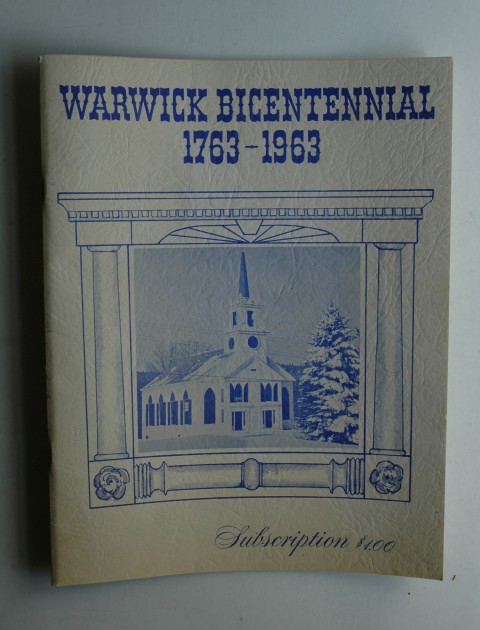 WARWICK BICENTENNIAL
1763-1963
Subscription $1.00